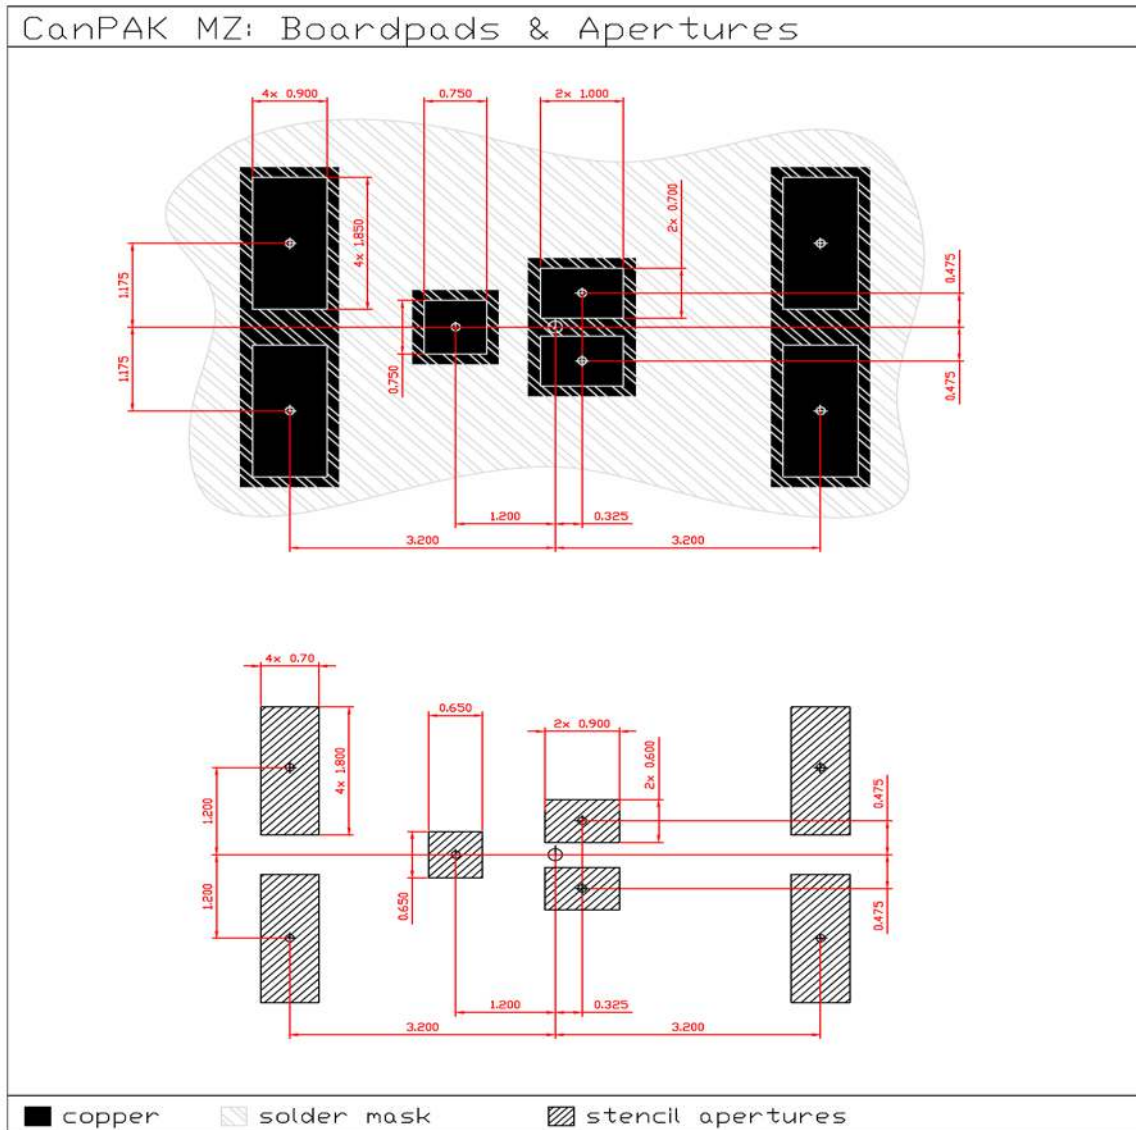 CanPAK MZ: Boardpads & Apertures
4x 0.900
0.750
2x 1.000
2x 0.700
4x 1.850
0.475
1.175
1.175
0.750
0.475
1.200
0.325
3.200
3.200
4x 0.70
0.650
2x 0.900
2x 0.600
4x 1.800
0.475
1.200
1.200
0.650
0.475
1.200
0.325
3.200
3.200
copper
solder mask
stencil apertures